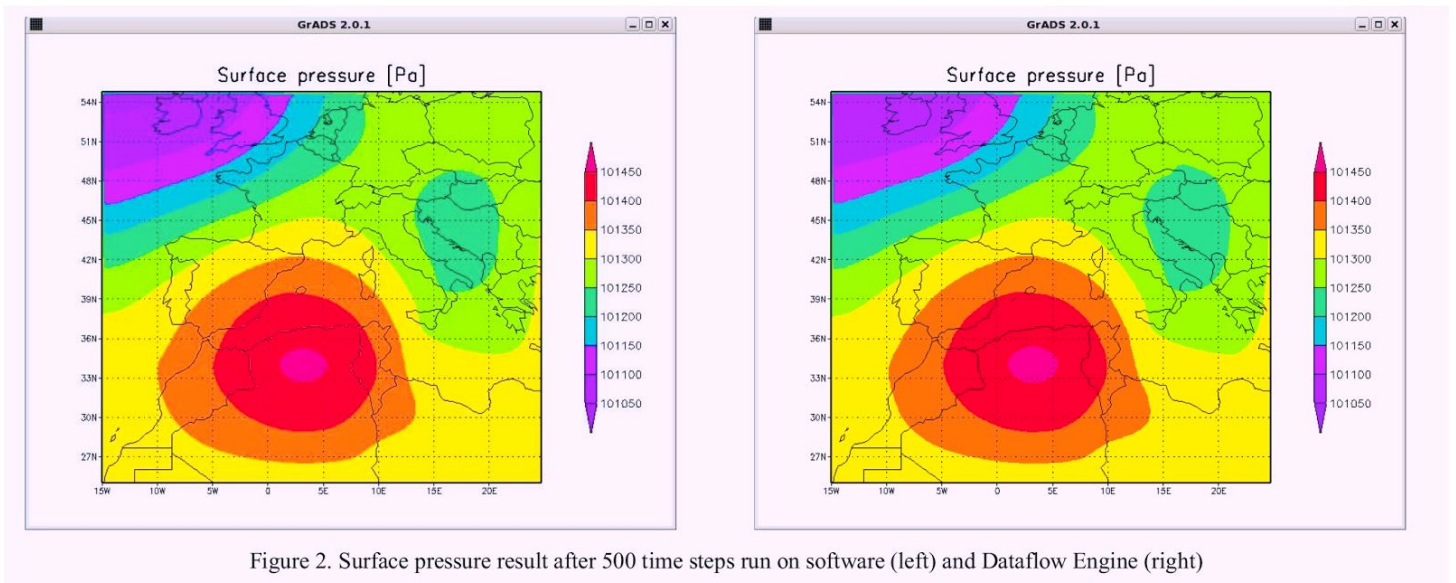 GrADS 2.0.1
Surface pressure [Pa]
54N
51N
48N
45N
42N
39N
36N
33N
30N
27N
15W 10W 5W 0 5E 10E 15E 20E
101450
101400
101350
101300
101250
101200
101150
101100
101050
GrADS 2.0.1
Surface pressure [Pa]
54N
51N
48N
45N
42N
39N
36N
33N
30N
27N
15W 10W 5W 0 5E 10E 15E 20E
101450
101400
101350
101300
101250
101200
101150
101100
101050
Figure 2. Surface pressure result after 500 time steps run on software (left) and Dataflow Engine (right)